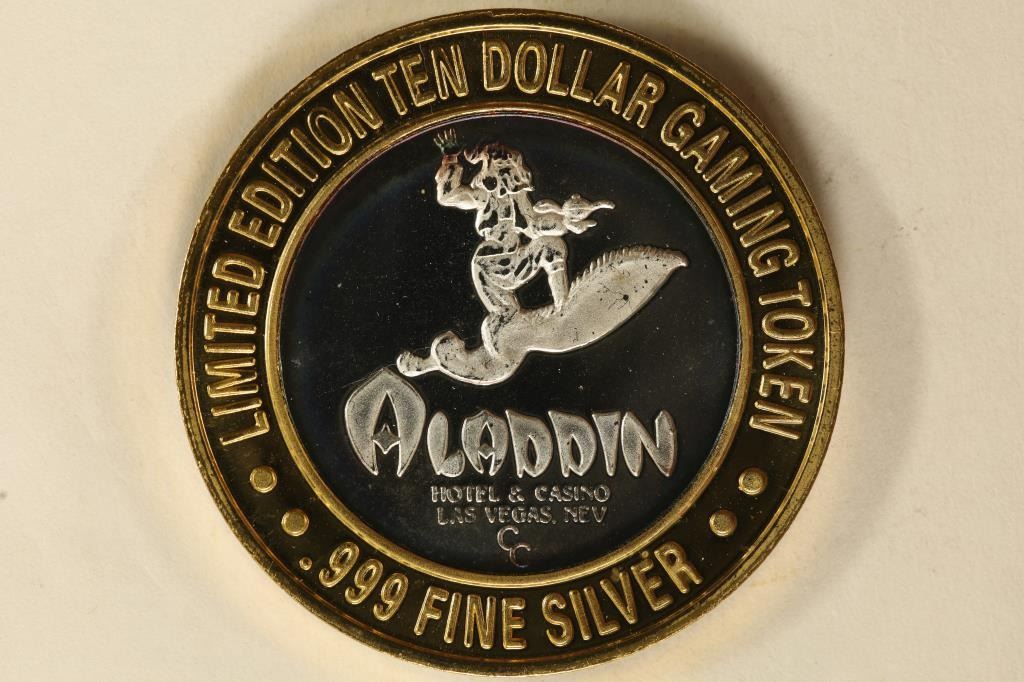 LIMITED EDITION TEN DOLLAR GAMING TOKEN
ALADDIN
HOTEL & CASINO
LAS VEGAS, NEV
CC
.999 FINE SILVER